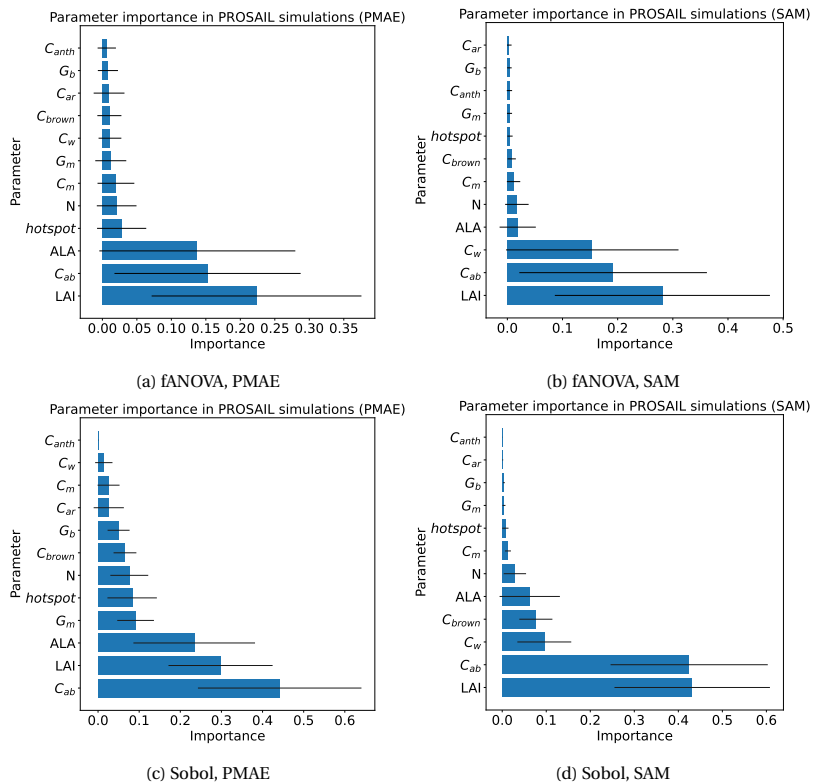 Parameter importance in PROSAIL simulations (PMAE)
C_anth
G_b
C_ar
C_brown
C_w
G_m
C_m
N
hotspot
ALA
C_ab
LAI
Parameter
0.00 0.05 0.10 0.15 0.20 0.25 0.30 0.35
Importance
(a) fANOVA, PMAE
Parameter importance in PROSAIL simulations (SAM)
C_ar
G_b
C_anth
G_m
hotspot
C_brown
C_m
N
ALA
C_w
C_ab
LAI
Parameter
0.0 0.1 0.2 0.3 0.4 0.5
Importance
(b) fANOVA, SAM
Parameter importance in PROSAIL simulations (PMAE)
C_anth
C_w
C_m
C_ar
G_b
C_brown
N
hotspot
G_m
ALA
LAI
C_ab
Parameter
0.0 0.1 0.2 0.3 0.4 0.5 0.6
Importance
(c) Sobol, PMAE
Parameter importance in PROSAIL simulations (SAM)
C_anth
C_ar
G_b
G_m
hotspot
C_m
N
ALA
C_brown
C_w
C_ab
LAI
Parameter
0.0 0.1 0.2 0.3 0.4 0.5 0.6
Importance
(d) Sobol, SAM